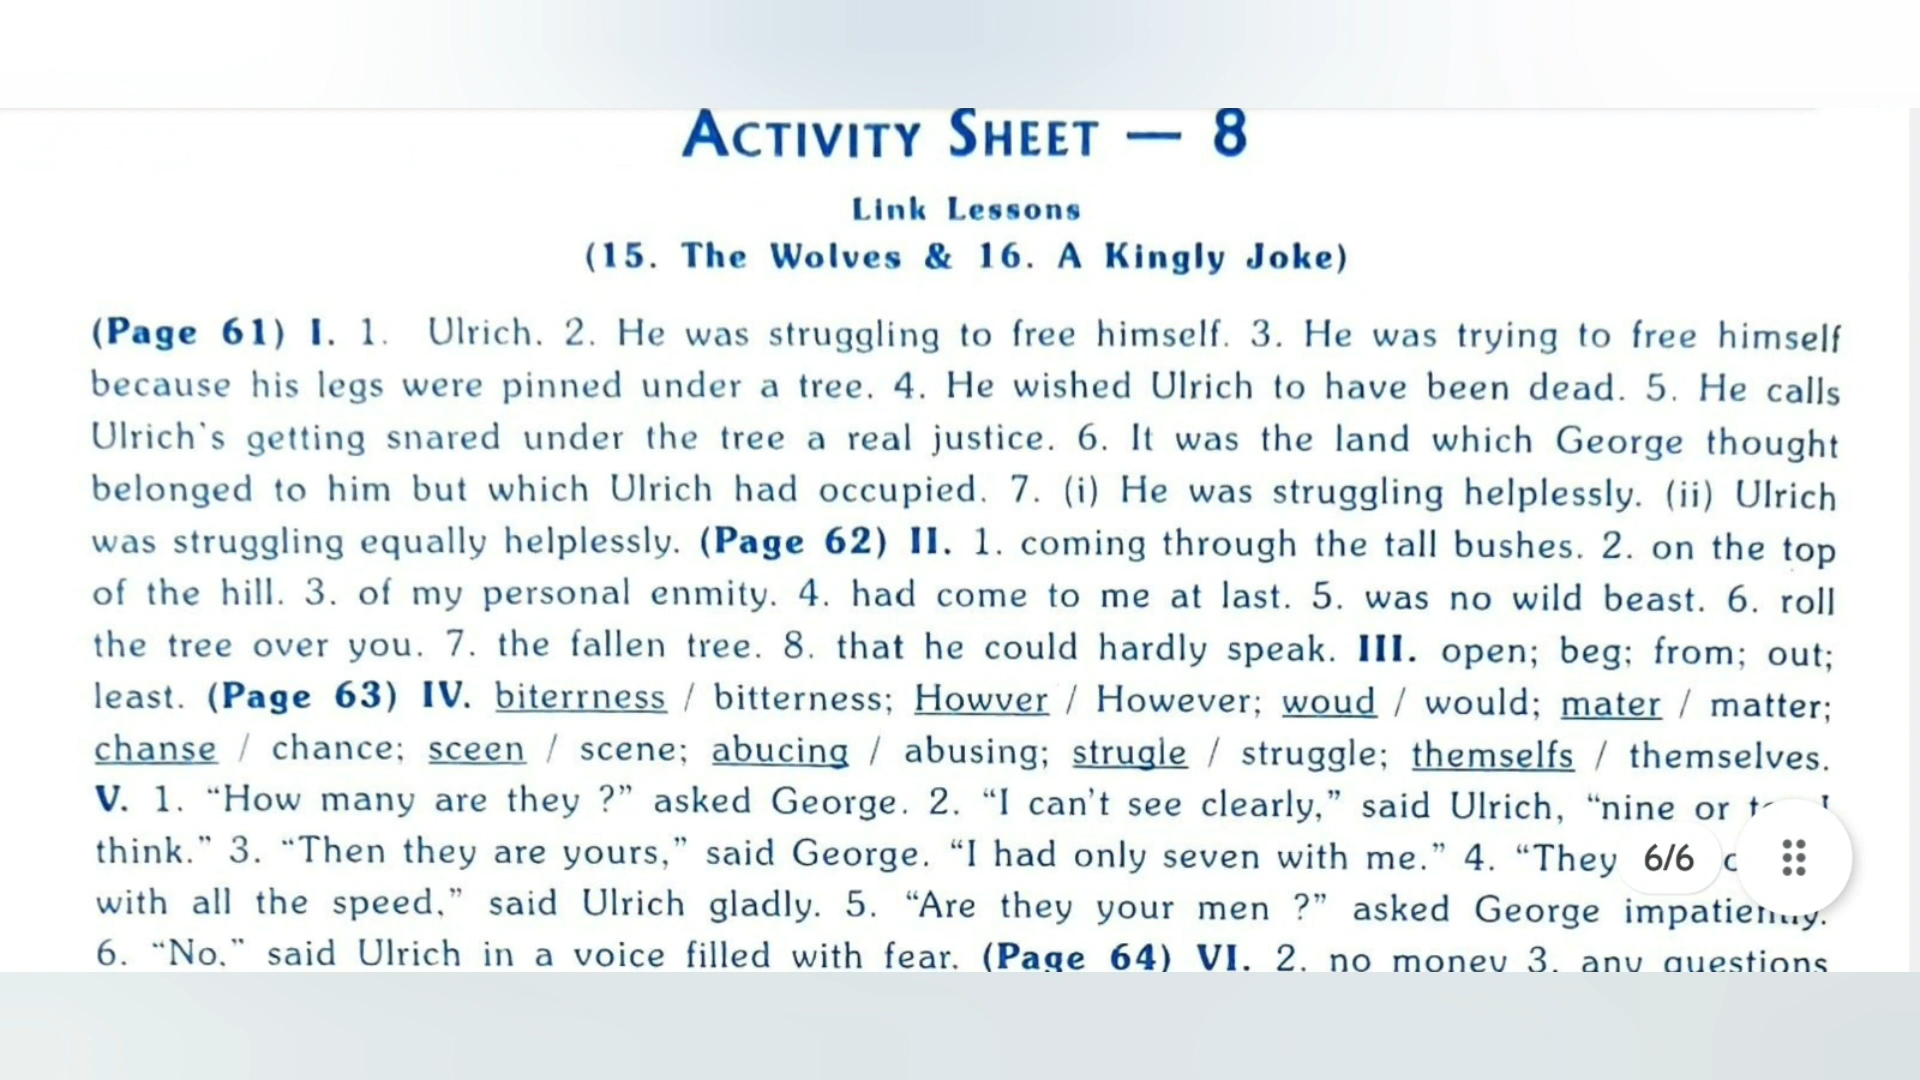 ACTIVITY SHEET — 8
Link Lessons
(15. The Wolves & 16. A Kingly Joke)
(Page 61) I. 1. Ulrich. 2. He was struggling to free himself. 3. He was trying to free himself
because his legs were pinned under a tree. 4. He wished Ulrich to have been dead. 5. He calls
Ulrich's getting snared under the tree a real justice. 6. It was the land which George thought
belonged to him but which Ulrich had occupied. 7. (i) He was struggling helplessly. (ii) Ulrich
was struggling equally helplessly. (Page 62) II. 1. coming through the tall bushes. 2. on the top
of the hill. 3. of my personal enmity. 4. had come to me at last. 5. was no wild beast. 6. roll
the tree over you. 7. the fallen tree. 8. that he could hardly speak. III. open; beg; from; out;
least. (Page 63) IV. biterrness / bitterness; Howver / However; woud / would; mater / matter;
chanse / chance; sceen / scene; abucing / abusing; strugle / struggle; themselfs / themselves.
V. 1. “How many are they ?” asked George. 2. “I can't see clearly,” said Ulrich, “nine or I
think.” 3. “Then they are yours,” said George. “I had only seven with me.” 4. “They 6/6
with all the speed,” said Ulrich gladly. 5. “Are they your men ?” asked George impatiently.
6. “No.” said Ulrich in a voice filled with fear. (Page 64) VI. 2. no money 3. any questions